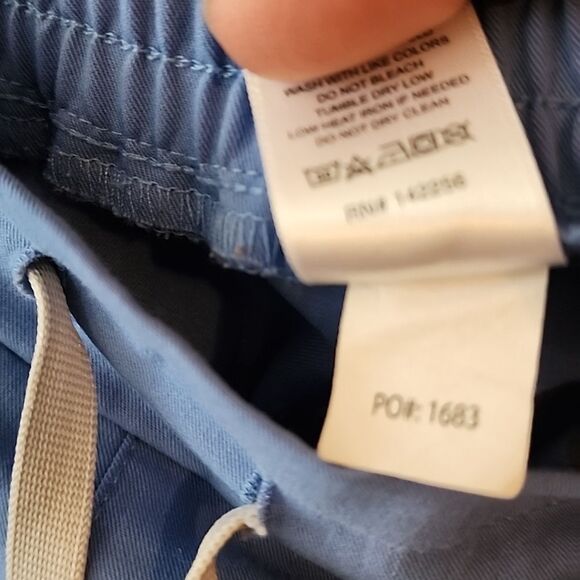 WASH WITH LIKE COLORS
DO NOT BLEACH
TUMBLE DRY LOW
LOW HEAT IRON IF NEEDED
DO NOT DRY CLEAN
RN# 142256
PO#: 1683